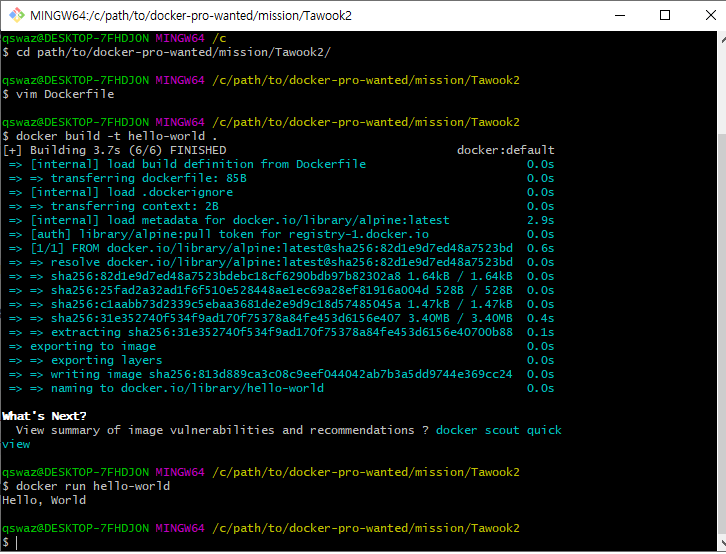 MINGW64:/c/path/to/docker-pro-wanted/mission/Tawook2
qswaz@DESKTOP-7FHDJON MINGW64 /c
$ cd path/to/docker-pro-wanted/mission/Tawook2/
qswaz@DESKTOP-7FHDJON MINGW64 /c/path/to/docker-pro-wanted/mission/Tawook2
$ vim Dockerfile
qswaz@DESKTOP-7FHDJON MINGW64 /c/path/to/docker-pro-wanted/mission/Tawook2
$ docker build -t hello-world .
[+] Building 3.7s (6/6) FINISHED docker:default
=> [internal] load build definition from Dockerfile 0.0s
=> => transferring dockerfile: 85B 0.0s
=> [internal] load .dockerignore 0.0s
=> => transferring context: 2B 0.0s
=> [internal] load metadata for docker.io/library/alpine:latest 2.9s
=> [auth] library/alpine:pull token for registry-1.docker.io 0.0s
=> [1/1] FROM docker.io/library/alpine:latest@sha256:82d1e9d7ed48a7523bd 0.6s
=> => resolve docker.io/library/alpine:latest@sha256:82d1e9d7ed48a7523bd 0.0s
=> => sha256:82d1e9d7ed48a7523bdebc18cf6290bdb97b82302a8 1.64kB / 1.64kB 0.0s
=> => sha256:25fad2a32ad1f6f510e528448ae1ec69a28ef81916a004d 528B / 528B 0.0s
=> => sha256:c1aabb73d2339c5ebaa3681de2e9d9c18d57485045a 1.47kB / 1.47kB 0.0s
=> => sha256:31e352740f534f9ad170f75378a84fe453d6156e407 3.40MB / 3.40MB 0.4s
=> => extracting sha256:31e352740f534f9ad170f75378a84fe453d6156e40700b88 0.1s
=> exporting to image 0.0s
=> => exporting layers 0.0s
=> => writing image sha256:813d889ca3c08c9eef044042ab7b3a5dd9744e369cc24 0.0s
=> => naming to docker.io/library/hello-world 0.0s
What's Next?
View summary of image vulnerabilities and recommendations ? docker scout quick
view
qswaz@DESKTOP-7FHDJON MINGW64 /c/path/to/docker-pro-wanted/mission/Tawook2
$ docker run hello-world
Hello, World
qswaz@DESKTOP-7FHDJON MINGW64 /c/path/to/docker-pro-wanted/mission/Tawook2
$